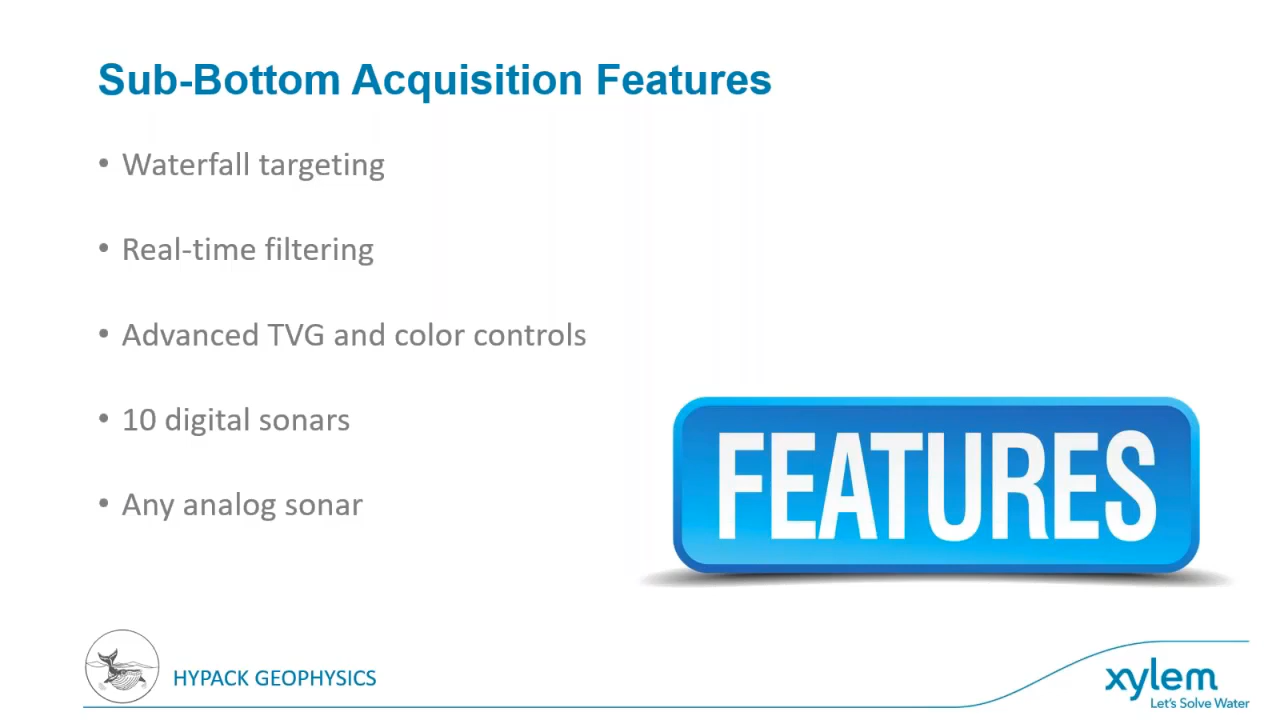 Sub-Bottom Acquisition Features
• Waterfall targeting
• Real-time filtering
• Advanced TVG and color controls
• 10 digital sonars
• Any analog sonar
FEATURES
HYPACK GEOPHYSICS
xylem
Let's Solve Water